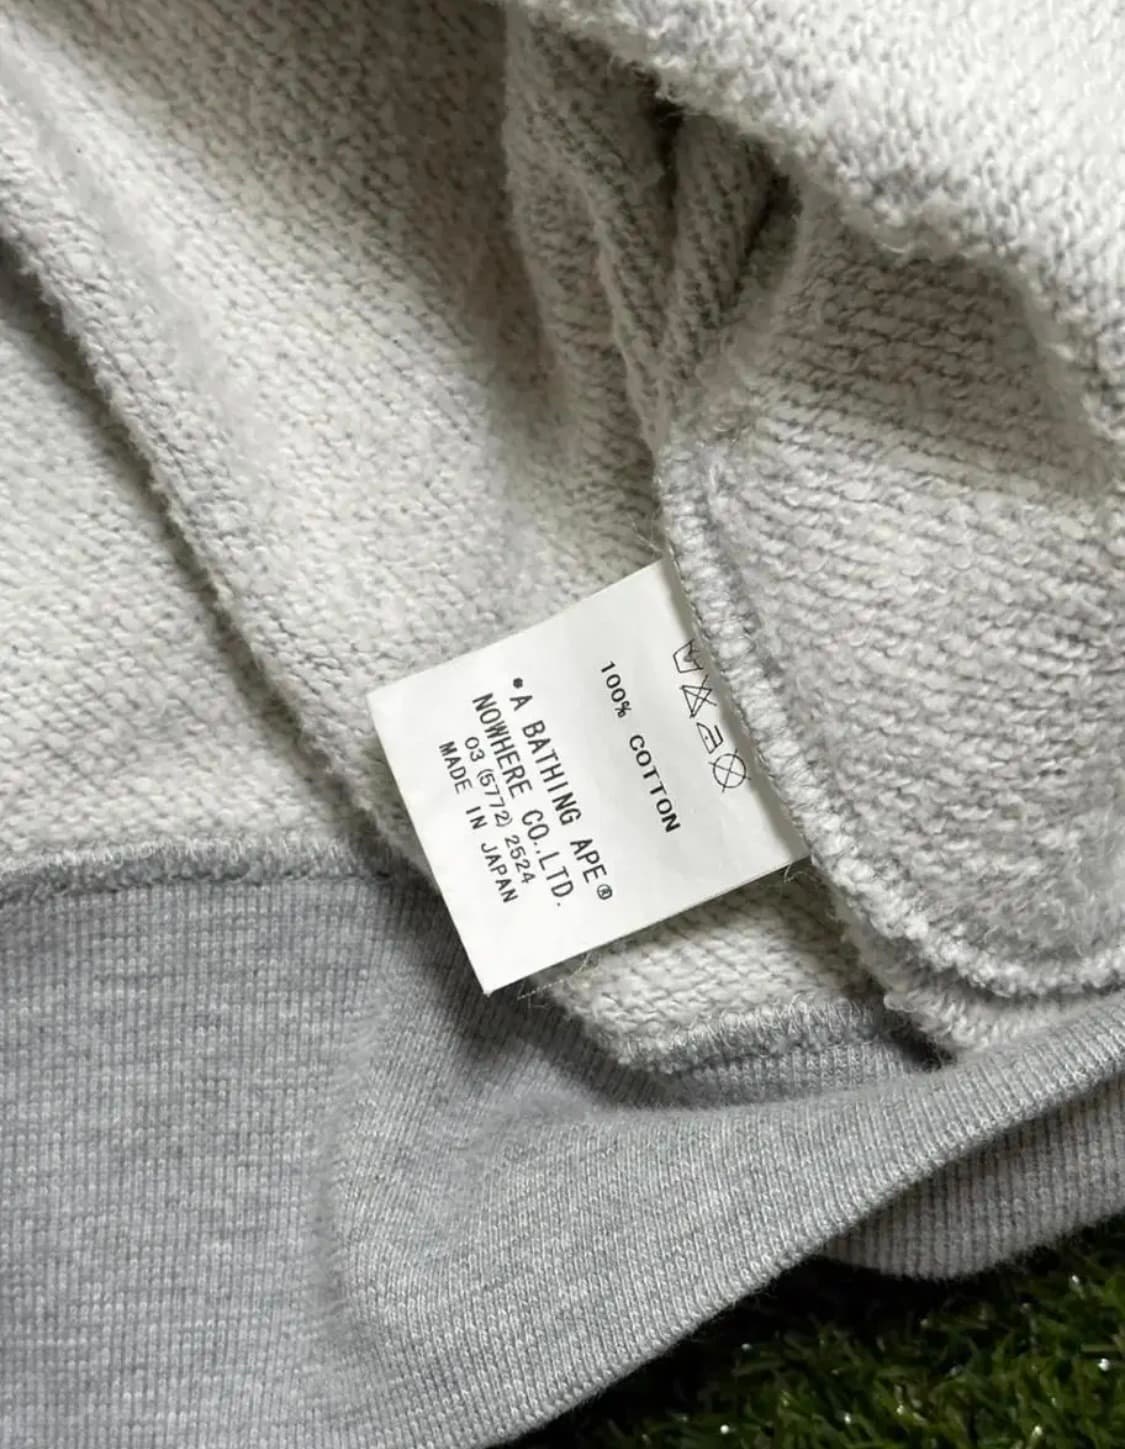 100% COTTON
•A BATHING APE®
NOWHERE CO.,LTD.
03 (5772) 2524
MADE IN JAPAN